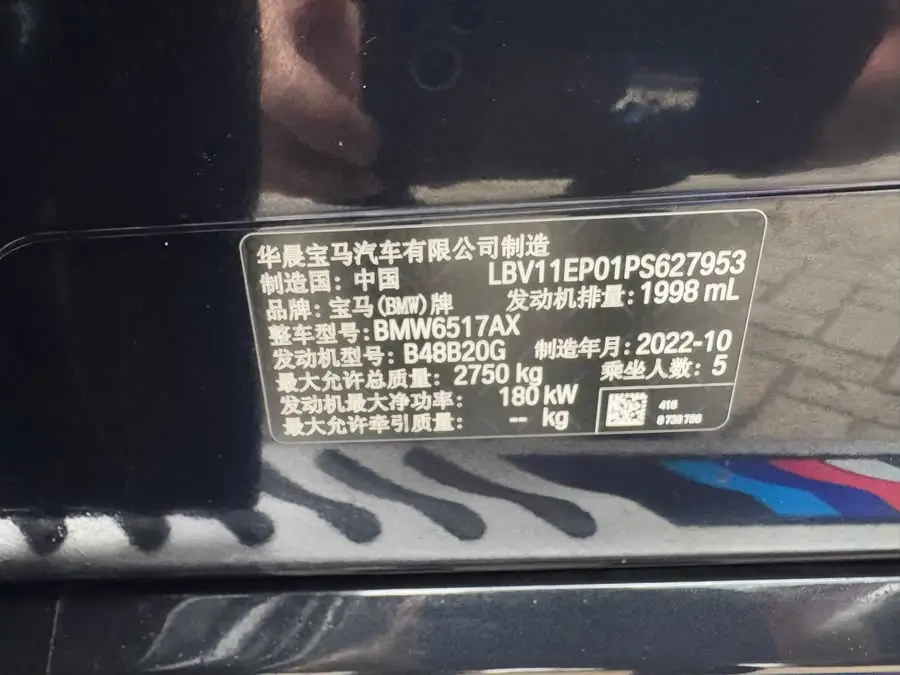 华晨宝马汽车有限公司制造
制造国: 中国 LBV11EP01PS627953
品牌: 宝马(BMW)牌 发动机排量: 1998 mL
整车型号: BMW6517AX
发动机型号: B48B20G 制造年月: 2022-10
最大允许总质量: 2750 kg 乘坐人数: 5
发动机最大净功率: 180 kW
最大允许牵引质量: -- kg
416
8739756